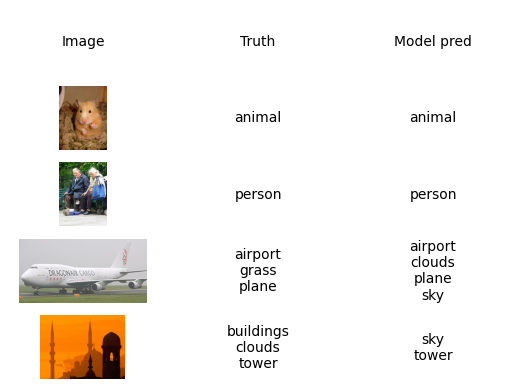 Image Truth Model pred
animal animal
person person
DRAGONAIR CARGO
airport
grass
plane
airport
clouds
plane
sky
buildings
clouds
tower
sky
tower